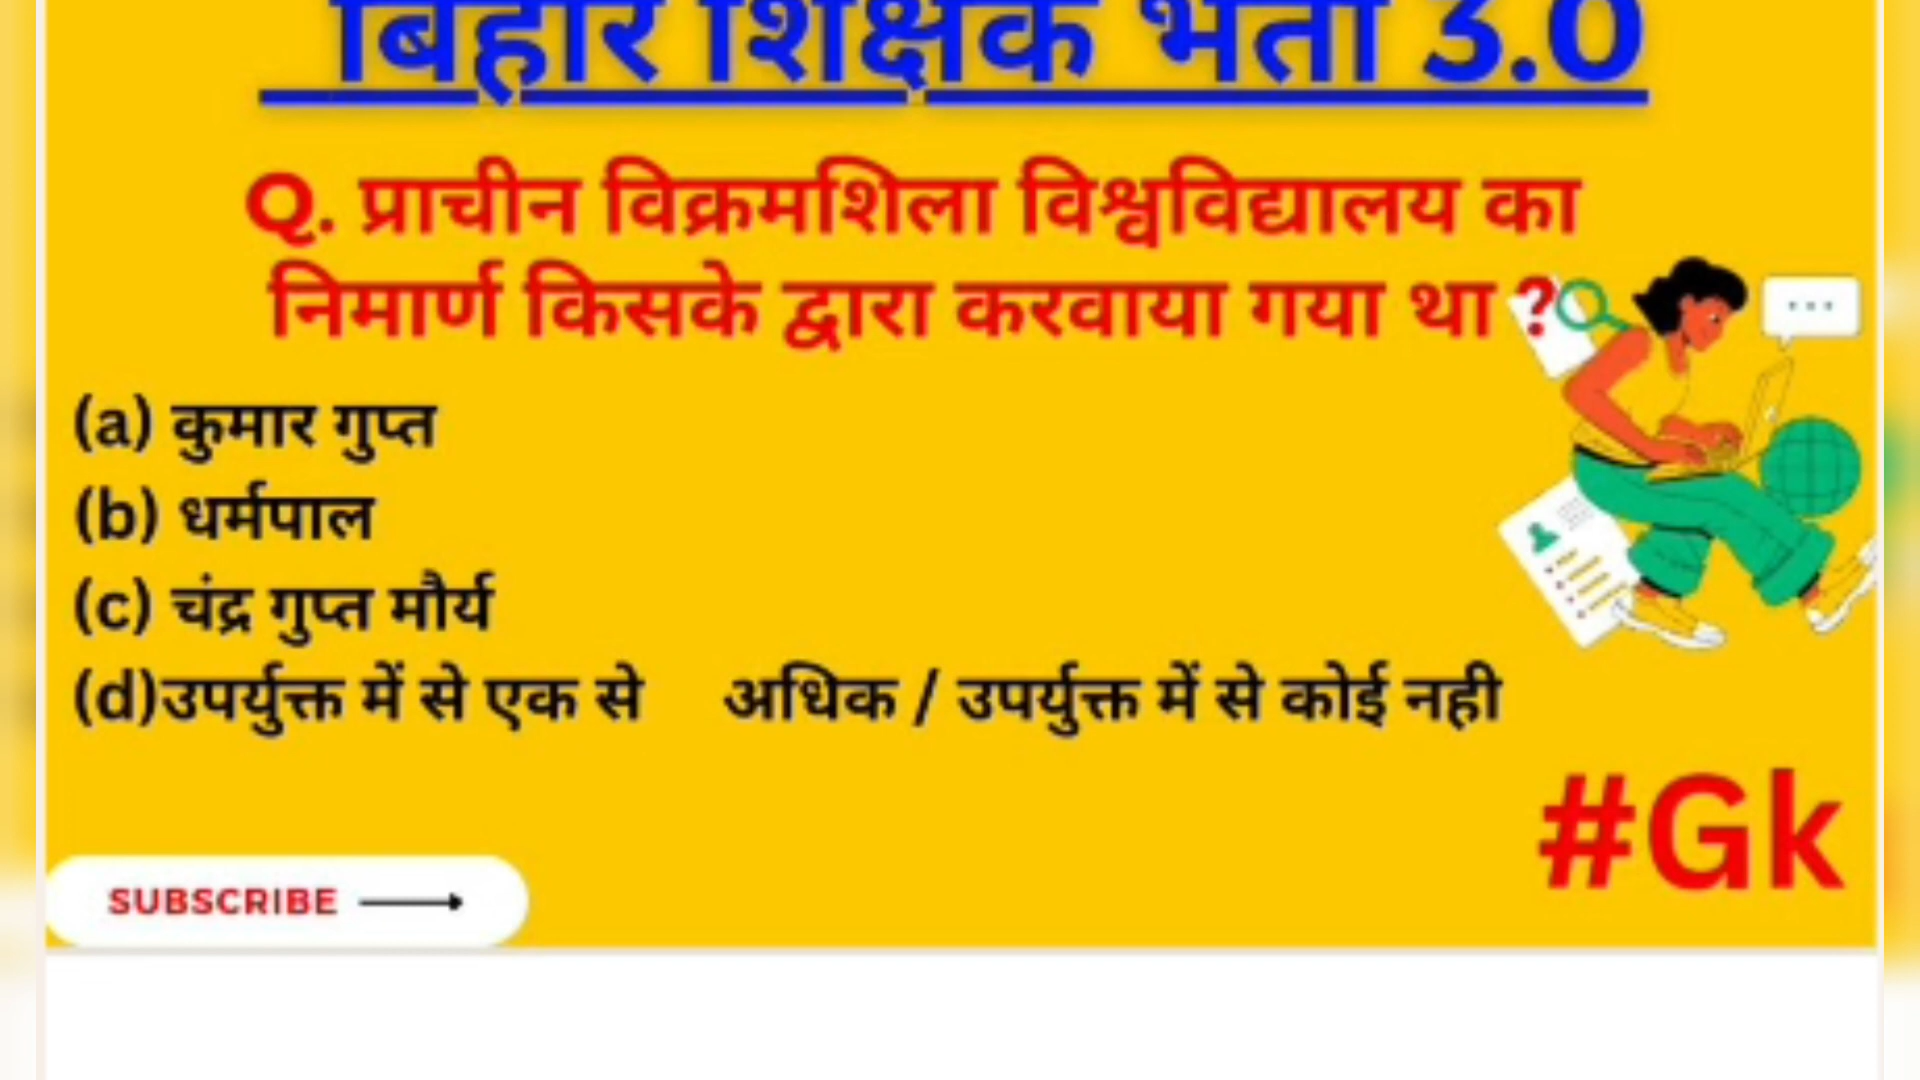 बिहार शिक्षक भर्ती 3.0
Q. प्राचीन विक्रमशिला विश्वविद्यालय का
निमार्ण किसके द्वारा करवाया गया था ?
(a) कुमार गुप्त
(b) धर्मपाल
(c) चंद्र गुप्त मौर्य
(d)उपर्युक्त में से एक से अधिक / उपर्युक्त में से कोई नही
#Gk
SUBSCRIBE